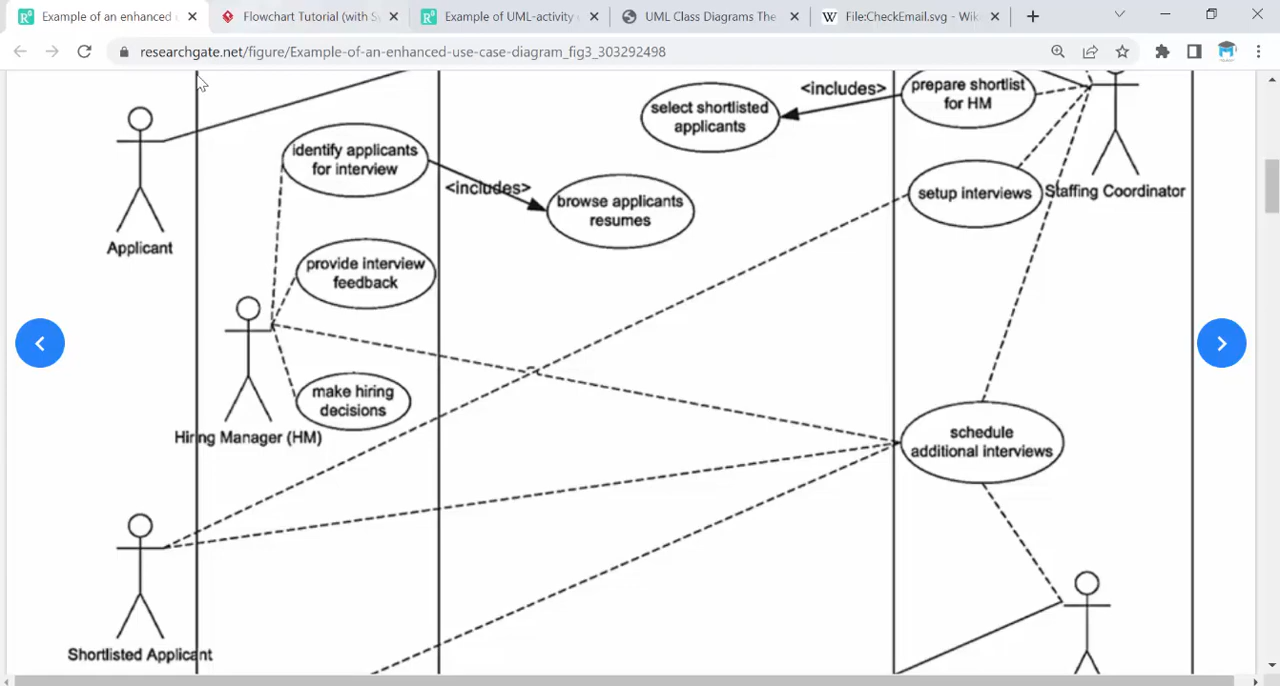 Example of an enhanced
Flowchart Tutorial (with Sy
Example of UML-activity
UML Class Diagrams The
W File:CheckEmail.svg - Wiki
researchgate.net/figure/Example-of-an-enhanced-use-case-diagram_fig3_303292498
<includes>
prepare shortlist
for HM
select shortlisted
applicants
Applicant
identify applicants
for interview
<includes>
browse applicants
resumes
setup interviews
Staffing Coordinator
provide interview
feedback
make hiring
decisions
Hiring Manager (HM)
schedule
additional interviews
Shortlisted Applicant